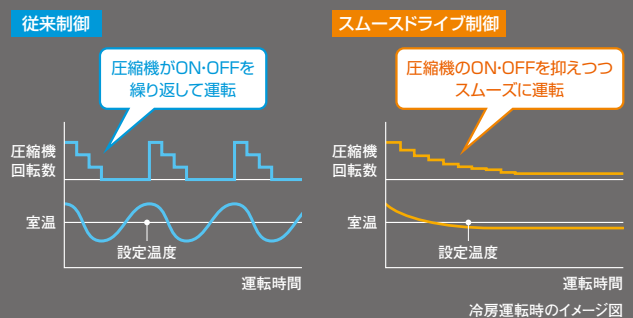 従来制御
圧縮機がON・OFFを
繰り返して運転
圧縮機
回転数
室温
設定温度
運転時間
スムースドライブ制御
圧縮機のON・OFFを抑えつつ
スムーズに運転
圧縮機
回転数
室温
設定温度
運転時間
冷房運転時のイメージ図